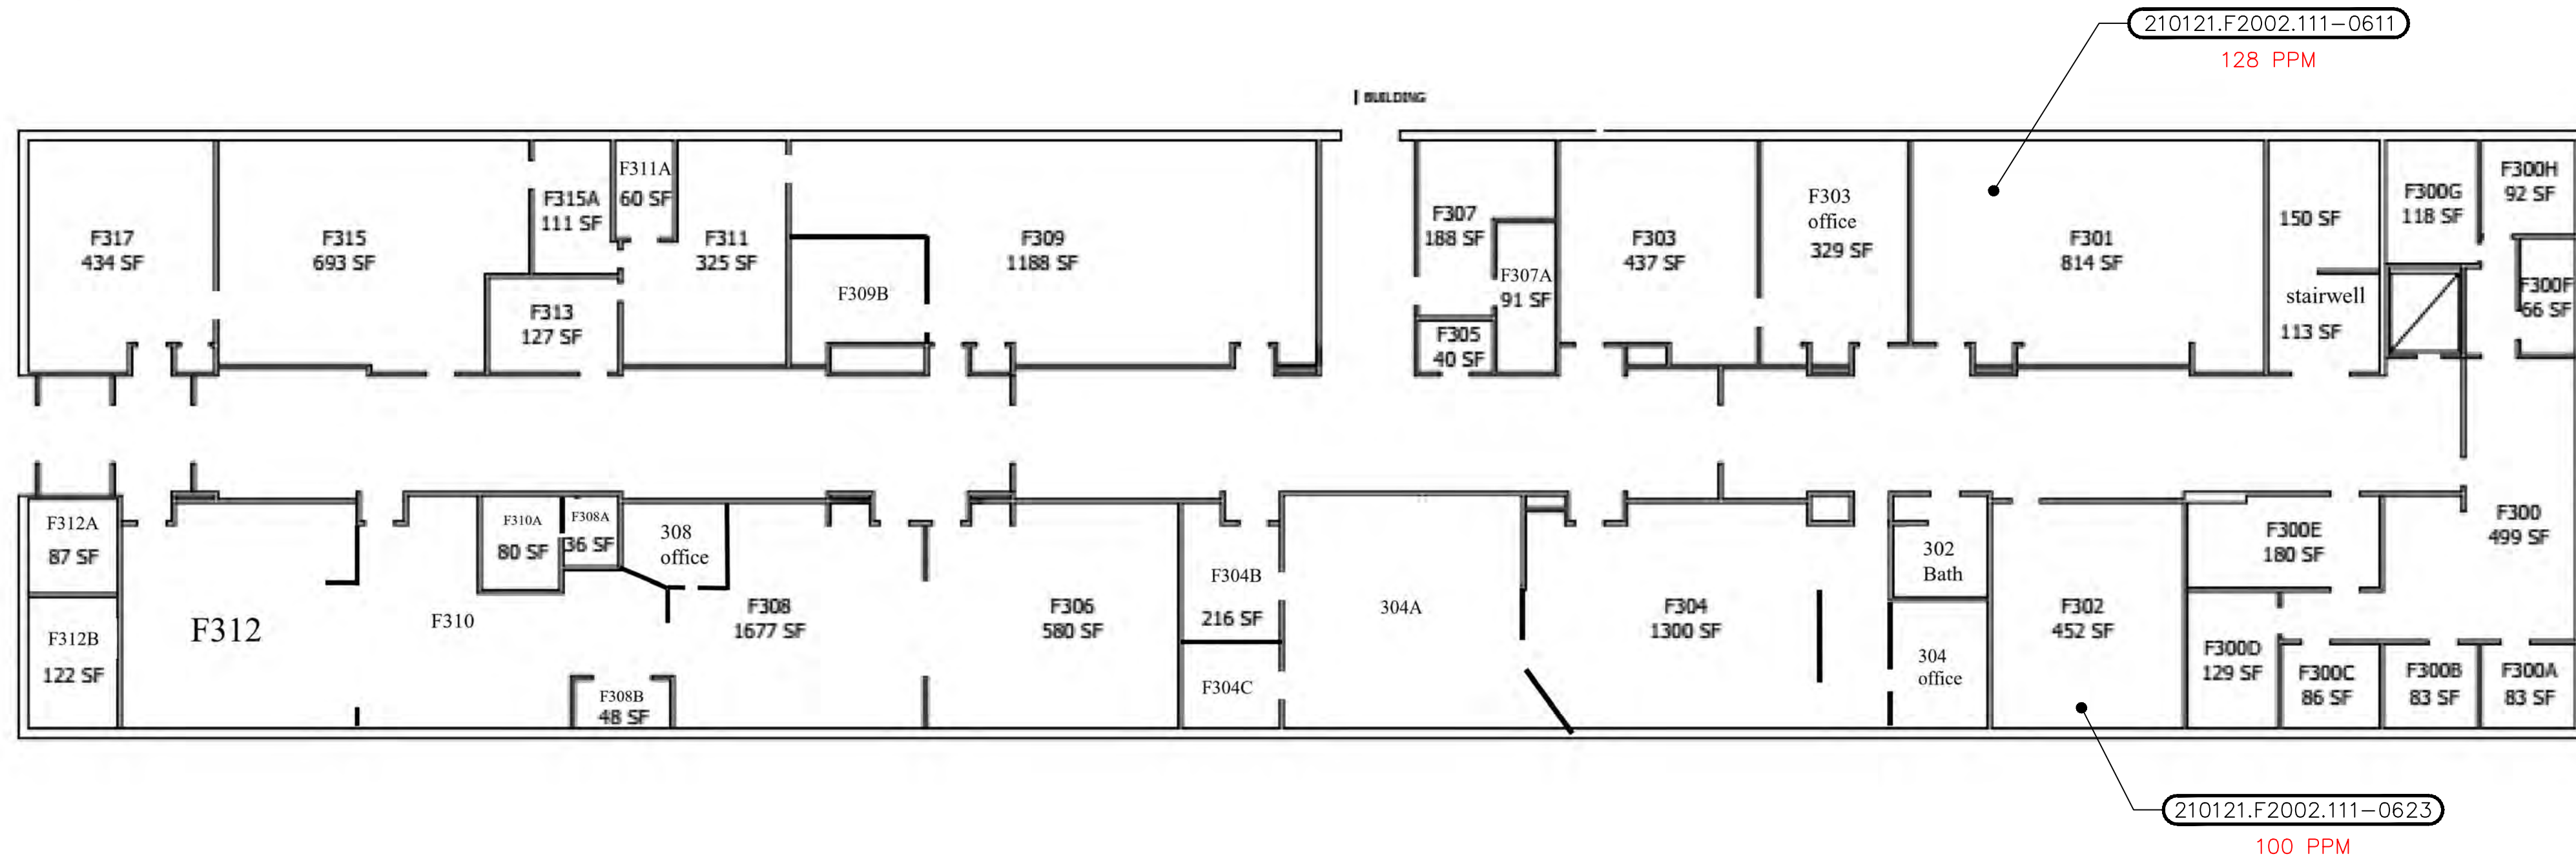 210121.F2002.111-0611
128 PPM
BUILDING
F317
434 SF
F315
693 SF
F315A
111 SF
F311A
60 SF
F313
127 SF
F311
325 SF
F309B
F309
1188 SF
F307
188 SF
F307A
91 SF
F305
40 SF
F303
437 SF
F303
office
329 SF
F301
814 SF
150 SF
stairwell
113 SF
F300G
118 SF
F300H
92 SF
F300F
66 SF
F312A
87 SF
F312B
122 SF
F312
F310
F310A
80 SF
F308A
36 SF
308
office
F308B
48 SF
F308
1677 SF
F306
580 SF
F304B
216 SF
F304C
304A
F304
1300 SF
302
Bath
304
office
F302
452 SF
F300E
180 SF
F300
499 SF
F300D
129 SF
F300C
86 SF
F300B
83 SF
F300A
83 SF
210121.F2002.111-0623
100 PPM